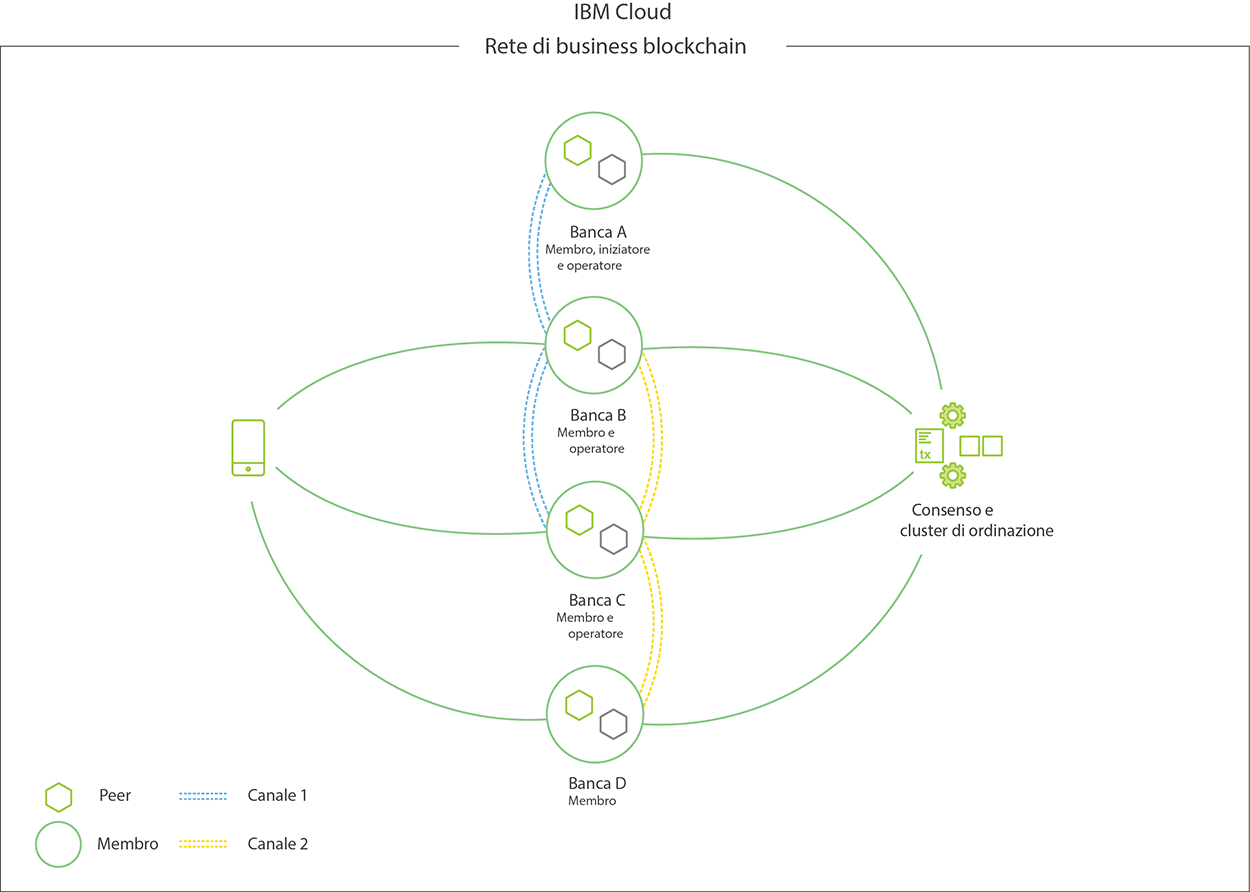 IBM Cloud
Rete di business blockchain
Banca A
Membro, iniziatore
e operatore
Banca B
Membro e
operatore
tx
Consenso e
cluster di ordinazione
Banca C
Membro e
operatore
Banca D
Membro
Peer
Canale 1
Membro
Canale 2